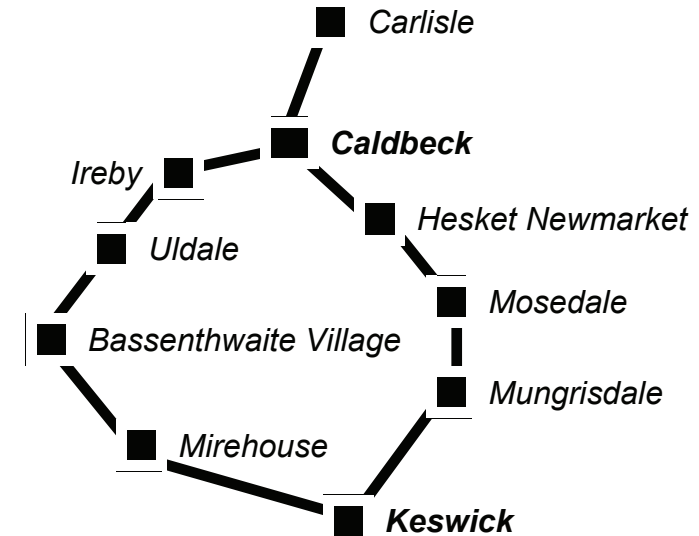 Carlisle
Caldbeck
Ireby
Hesket Newmarket
Uldale
Mosedale
Bassenthwaite Village
Mungrisdale
Mirehouse
Keswick